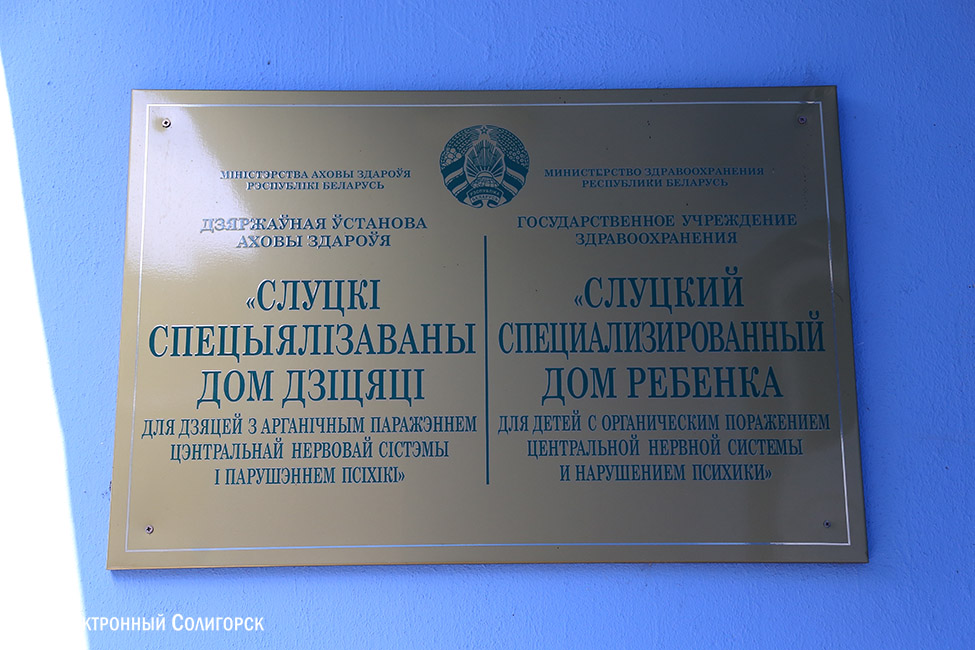 МІНІСТЭРСТВА АХОВЫ ЗДАРОЎЯ
РЭСПУБЛІКІ БЕЛАРУСЬ
ДЗЯРЖАЎНАЯ ЎСТАНОВА
АХОВЫ ЗДАРОЎЯ
«СЛУЦКІ
СПЕЦЫЯЛІЗАВАНЫ
ДОМ ДЗІЦЯЦІ
ДЛЯ ДЗЯЦЕЙ З АРГАНІЧНЫМ ПАРАЖЭННЕМ
ЦЭНТРАЛЬНАЙ НЕРВОВАЙ СІСТЭМЫ
І ПАРУШЭННЕМ ПСІХІКІ»
МИНИСТЕРСТВО ЗДРАВООХРАНЕНИЯ
РЕСПУБЛИКИ БЕЛАРУСЬ
ГОСУДАРСТВЕННОЕ УЧРЕЖДЕНИЕ
ЗДРАВООХРАНЕНИЯ
«СЛУЦКИЙ
СПЕЦИАЛИЗИРОВАННЫЙ
ДОМ РЕБЕНКА
ДЛЯ ДЕТЕЙ С ОРГАНИЧЕСКИМ ПОРАЖЕНИЕМ
ЦЕНТРАЛЬНОЙ НЕРВНОЙ СИСТЕМЫ
И НАРУШЕНИЕМ ПСИХИКИ»
ктронный Солигорск